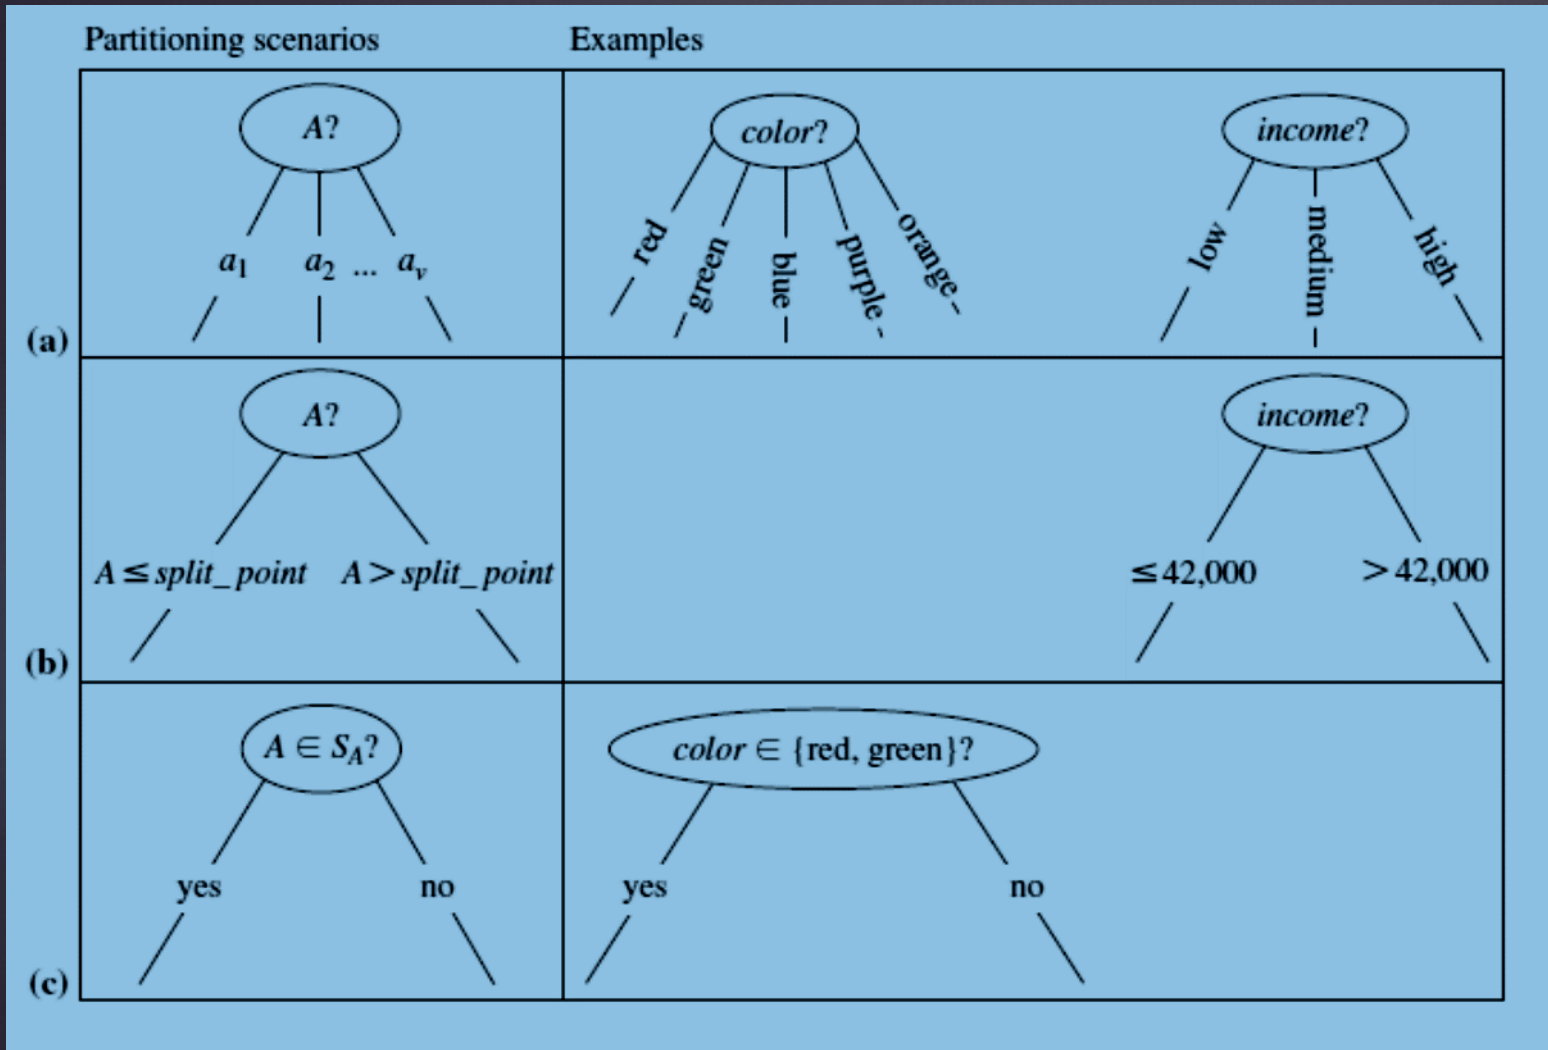 Partitioning scenarios Examples
(a)
A?
a₁ a₂ ... aᵥ
color?
red green blue purple orange
income?
low medium high
(b)
A?
A ≤ split_point A > split_point
income?
≤ 42,000 > 42,000
(c)
A ∈ S_A?
yes no
color ∈ {red, green}?
yes no